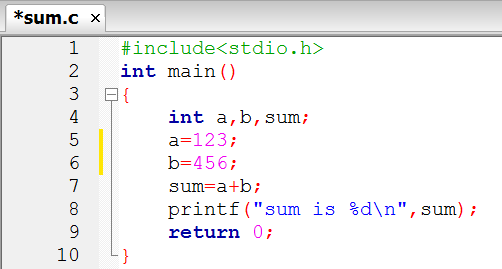 *sum.c ×
1 #include<stdio.h>
2 int main()
3 {
4 int a,b,sum;
5 a=123;
6 b=456;
7 sum=a+b;
8 printf("sum is %d\n",sum);
9 return 0;
10 }